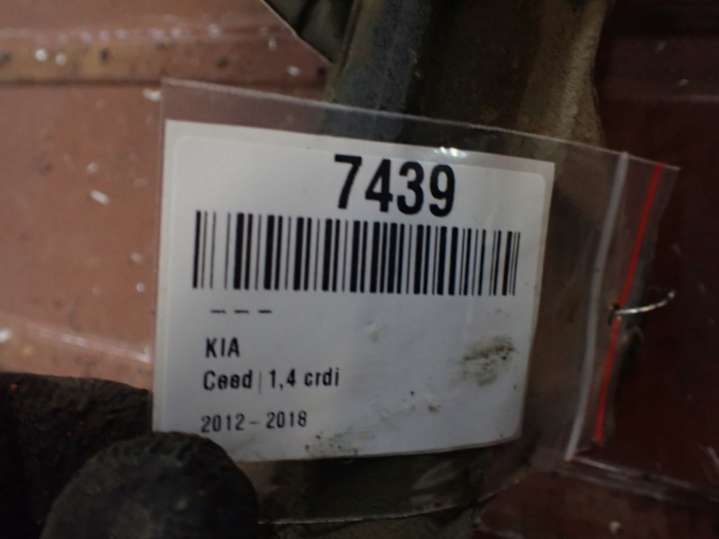 7439
– – –
KIA
Ceed | 1,4 crdi
2012 – 2018